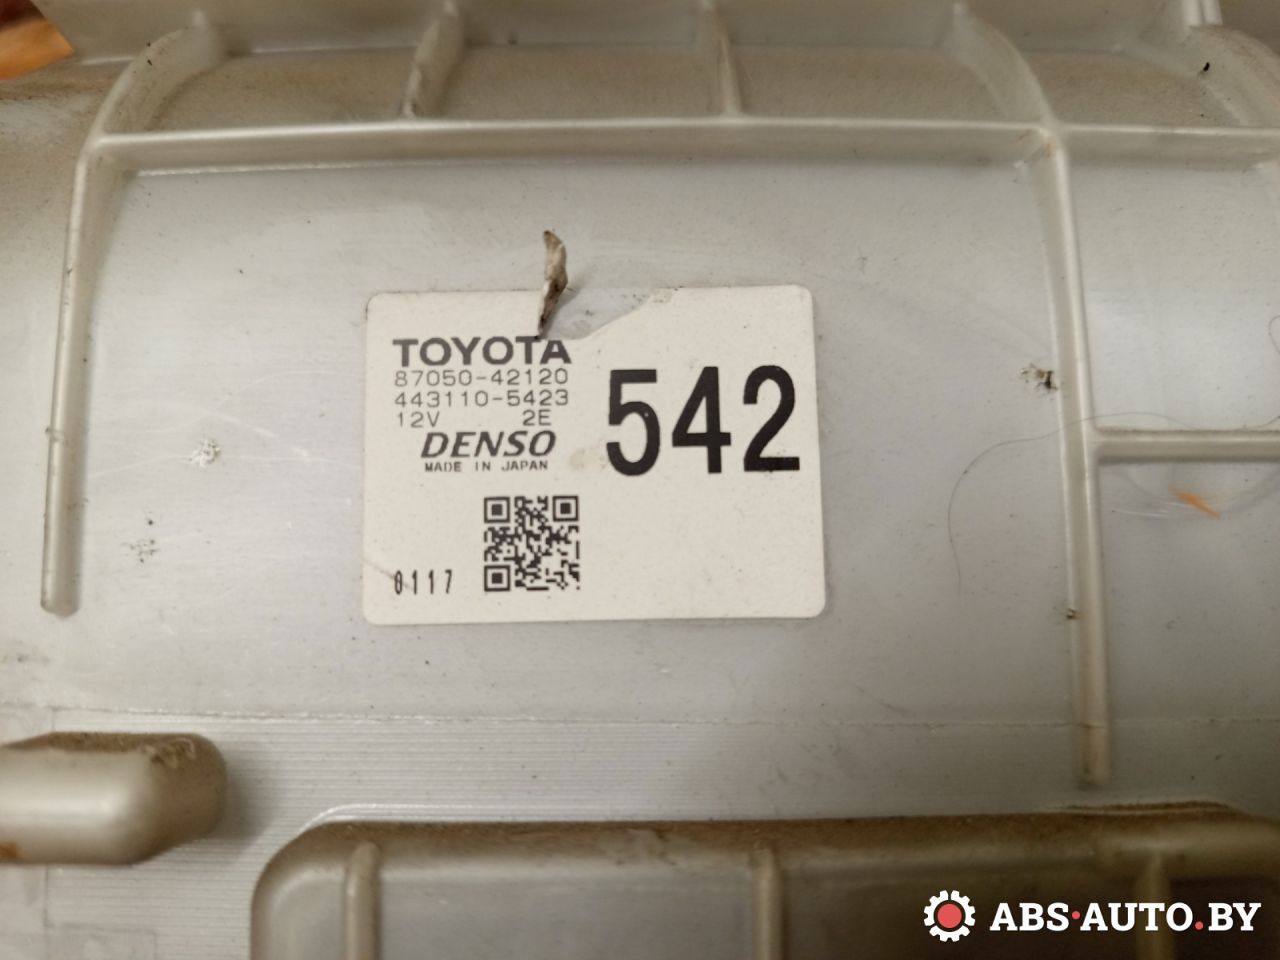 TOYOTA
87050-42120
443110-5423
12V 2E
DENSO
MADE IN JAPAN
542
0117
ABS·AUTO.BY